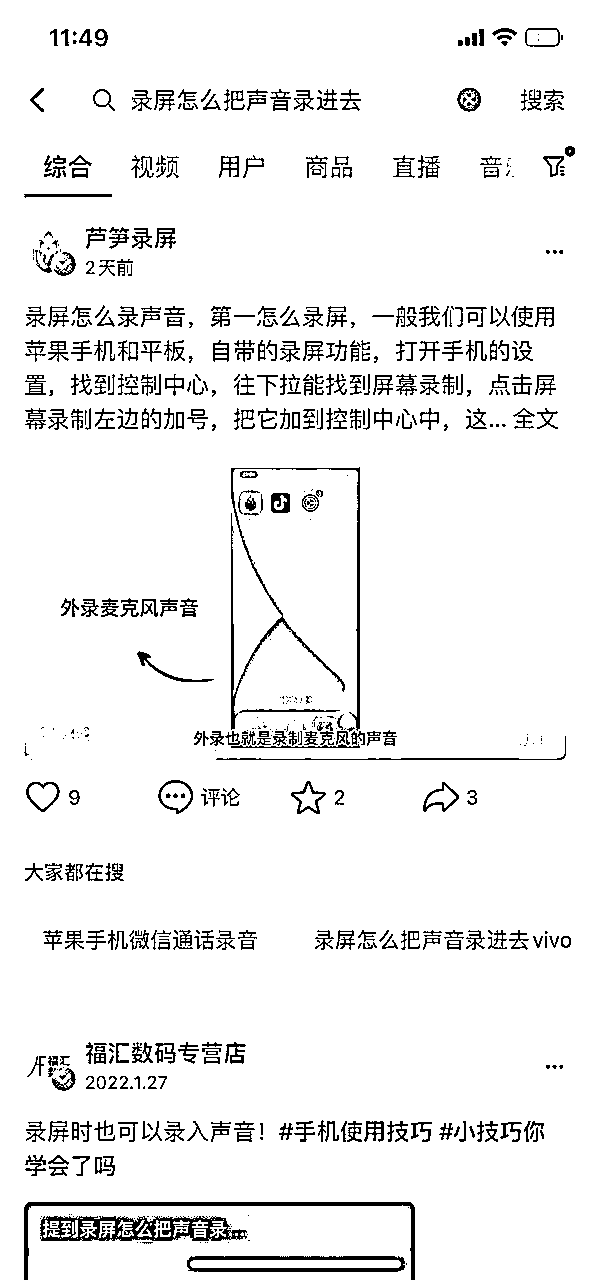 11:49
录屏怎么把声音录进去
搜索
综合 视频 用户 商品 直播 音
芦笋录屏
2天前
录屏怎么录声音，第一怎么录屏，一般我们可以使用
苹果手机和平板，自带的录屏功能，打开手机的设
置，找到控制中心，往下拉能找到屏幕录制，点击屏
幕录制左边的加号，把它加到控制中心中，这... 全文
外录麦克风声音
外录也就是录制麦克风的声音
9 评论 2 3
大家都在搜
苹果手机微信通话录音 录屏怎么把声音录进去vivo
福汇数码专营店
2022.1.27
录屏时也可以录入声音！#手机使用技巧 #小技巧你
学会了吗
提到录屏怎么把声音录...